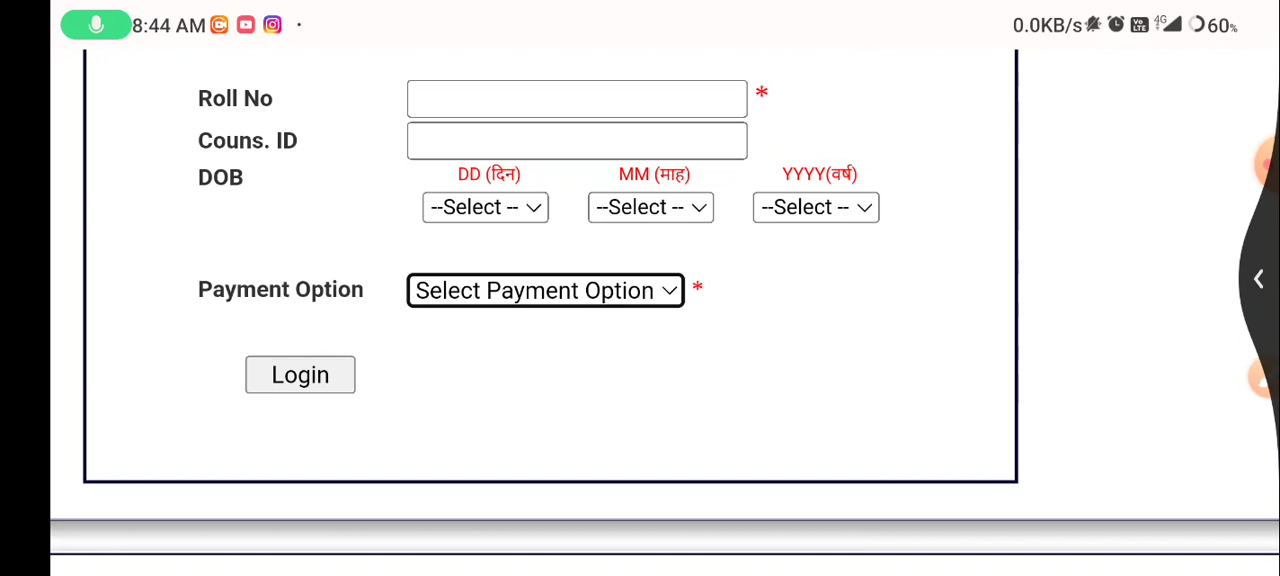 8:44 AM 0.0KB/s 4G 60%
Roll No *
Couns. ID
DOB DD (दिन) MM (माह) YYYY(वर्ष)
--Select -- --Select -- --Select --
Payment Option Select Payment Option *
Login